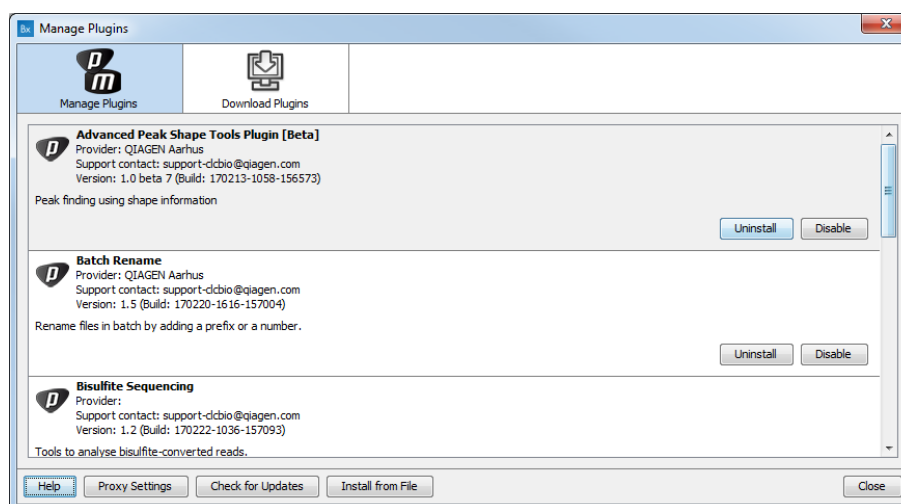 Bx Manage Plugins
p
m
Manage Plugins
Download Plugins
Advanced Peak Shape Tools Plugin [Beta]
p
Provider: QIAGEN Aarhus
Support contact: support-clcbio@qiagen.com
Version: 1.0 beta 7 (Build: 170213-1058-156573)
Peak finding using shape information
Uninstall
Disable
Batch Rename
p
Provider: QIAGEN Aarhus
Support contact: support-clcbio@qiagen.com
Version: 1.5 (Build: 170220-1616-157004)
Rename files in batch by adding a prefix or a number.
Uninstall
Disable
Bisulfite Sequencing
p
Provider:
Support contact: support-clcbio@qiagen.com
Version: 1.2 (Build: 170222-1036-157093)
Tools to analyse bisulfite-converted reads.
Help
Proxy Settings
Check for Updates
Install from File
Close